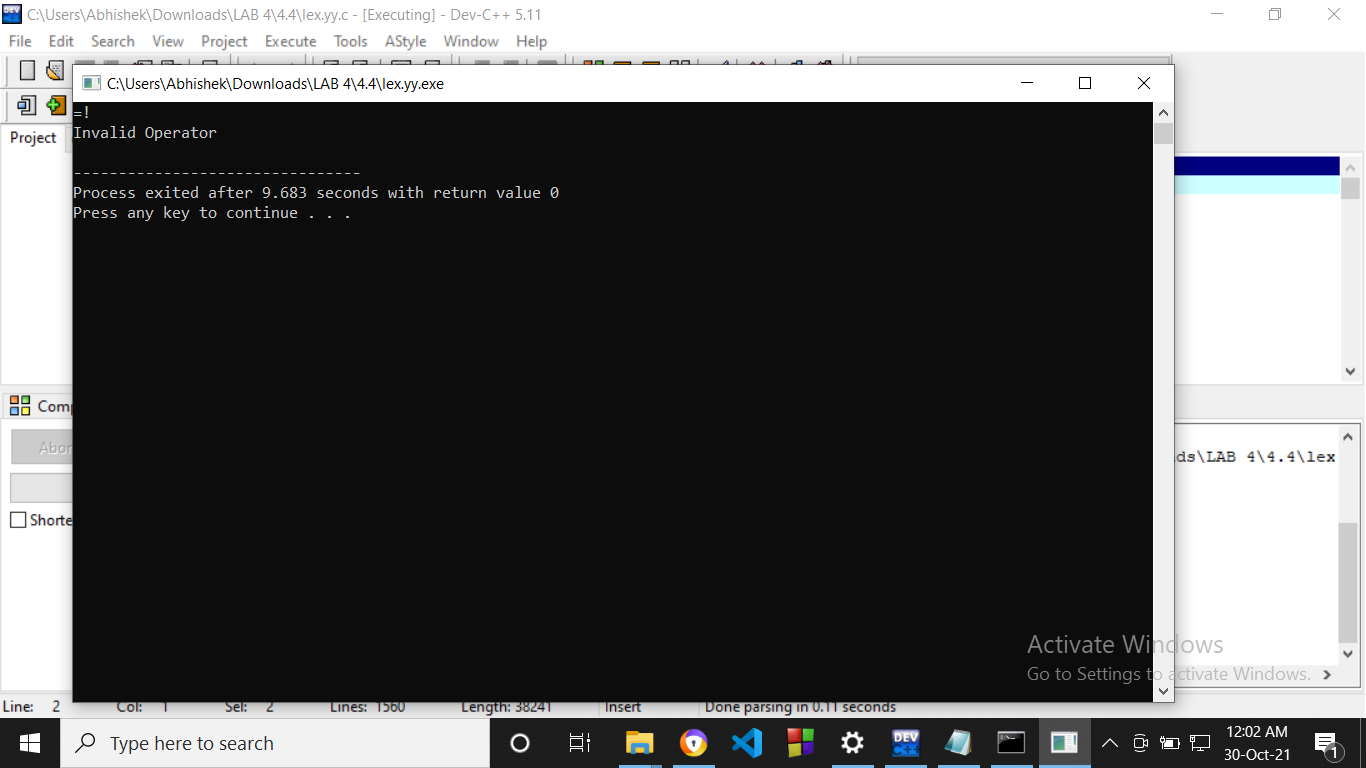 C:\Users\Abhishek\Downloads\LAB 4\4.4\lex.yy.c - [Executing] - Dev-C++ 5.11
File Edit Search View Project Execute Tools AStyle Window Help
C:\Users\Abhishek\Downloads\LAB 4\4.4\lex.yy.exe
=!
Invalid Operator
--------------------------------
Process exited after 9.683 seconds with return value 0
Press any key to continue . . .
Project
Comp
Abor
ds\LAB 4\4.4\lex
Shorte
Activate Windows
Go to Settings to activate Windows.
Line: 2 Col: 1 Sel: 2 Lines: 1560 Length: 38241 Insert Done parsing in 0.11 seconds
Type here to search
DEV C++
12:02 AM
30-Oct-21
1